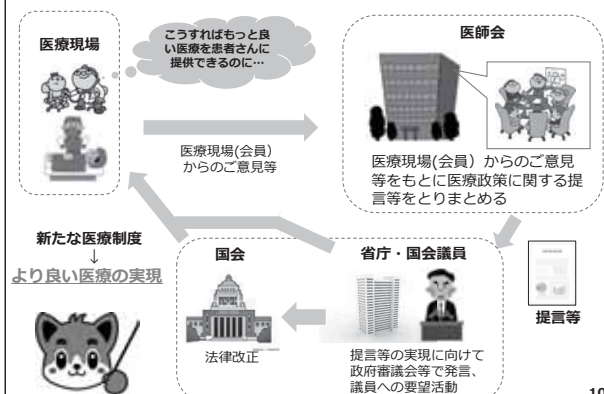 医療現場
こうすればもっと良
い医療を患者さんに
提供できるのに…
医師会
医療現場(会員)
からのご意見等
医療現場(会員）からのご意見
等をもとに医療政策に関する提
言等をとりまとめる
新たな医療制度
↓
より良い医療の実現
国会
法律改正
省庁・国会議員
提言等の実現に向けて
政府審議会等で発言、
議員への要望活動
提言等
10